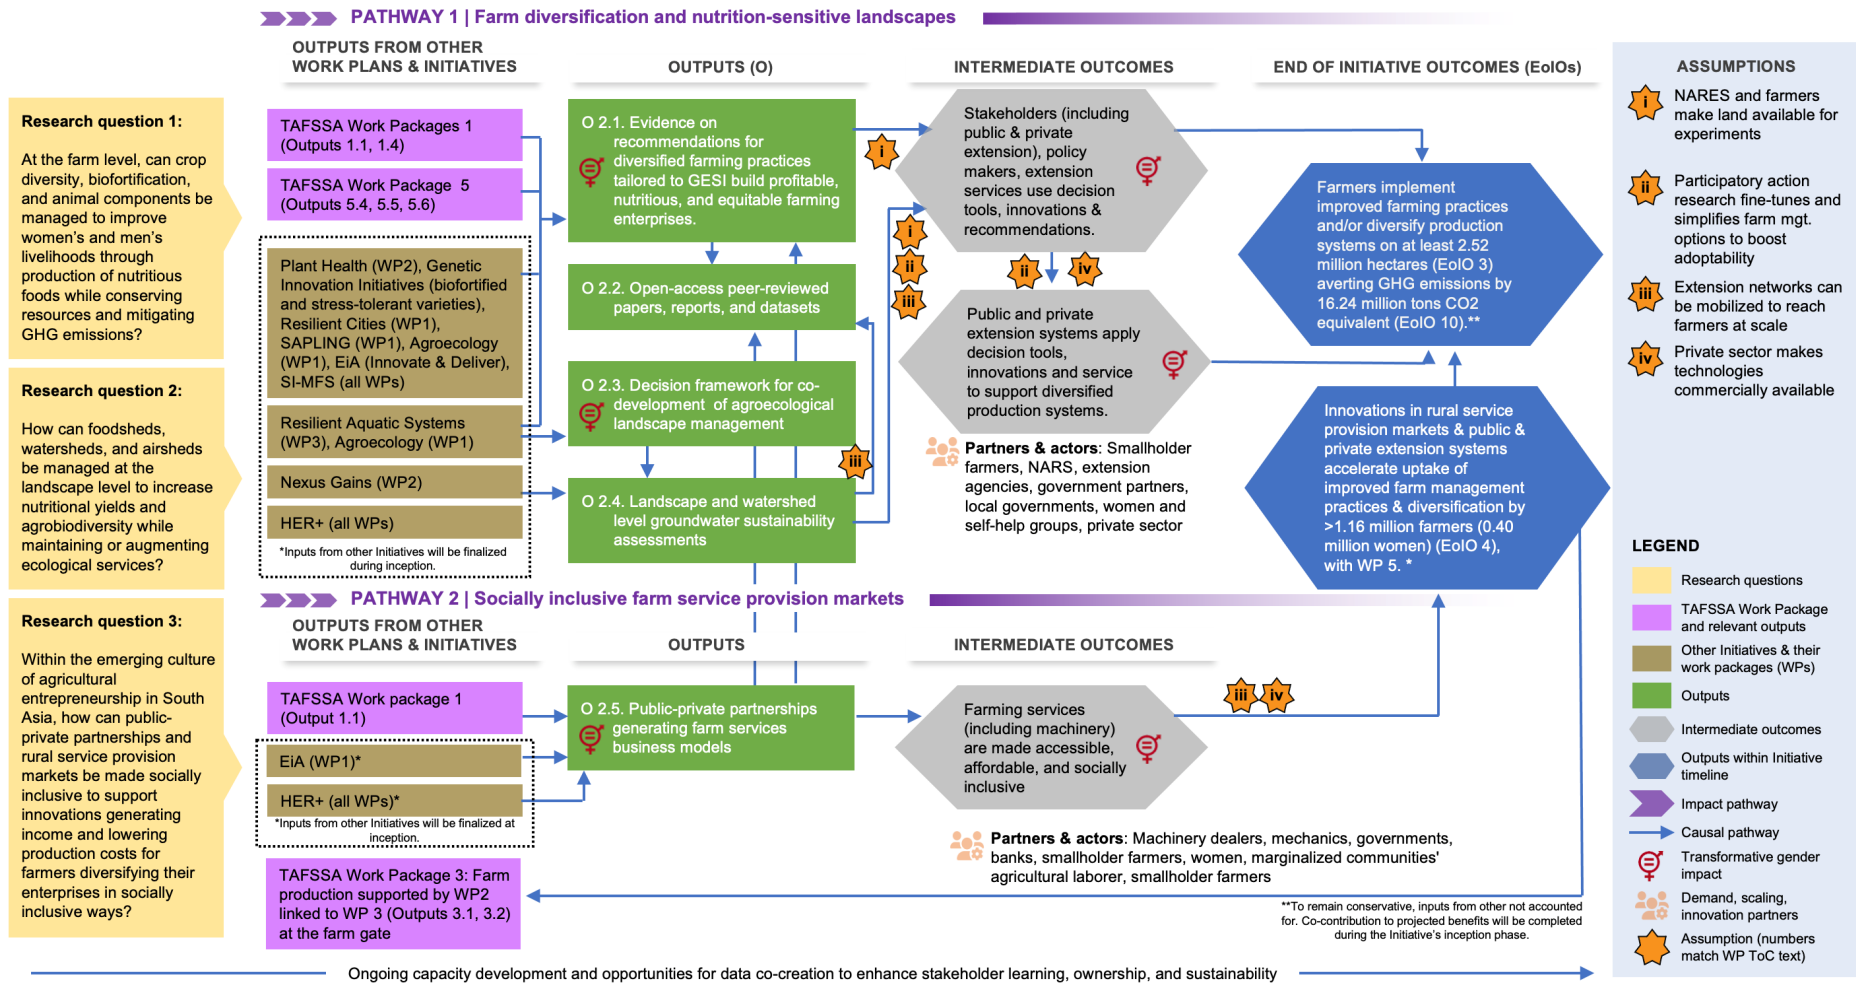 PATHWAY 1 | Farm diversification and nutrition-sensitive landscapes
OUTPUTS FROM OTHER
WORK PLANS & INITIATIVES
OUTPUTS (O)
INTERMEDIATE OUTCOMES
END OF INITIATIVE OUTCOMES (EoIOs)
Research question 1:
At the farm level, can crop
diversity, biofortification,
and animal components be
managed to improve
women's and men's
livelihoods through
production of nutritious
foods while conserving
resources and mitigating
GHG emissions?
Research question 2:
How can foodsheds,
watersheds, and airsheds
be managed at the
landscape level to increase
nutritional yields and
agrobiodiversity while
maintaining or augmenting
ecological services?
Research question 3:
Within the emerging culture
of agricultural
entrepreneurship in South
Asia, how can public-
private partnerships and
rural service provision
markets be made socially
inclusive to support
innovations generating
income and lowering
production costs for
farmers diversifying their
enterprises in socially
inclusive ways?
TAFSSA Work Packages 1
(Outputs 1.1, 1.4)
TAFSSA Work Package  5
(Outputs 5.4, 5.5, 5.6)
Plant Health (WP2), Genetic
Innovation Initiatives (biofortified
and stress-tolerant varieties),
Resilient Cities (WP1),
SAPLING (WP1), Agroecology
(WP1), EiA (Innovate & Deliver),
SI-MFS (all WPs)
Resilient Aquatic Systems
(WP3), Agroecology (WP1)
Nexus Gains (WP2)
HER+ (all WPs)
*Inputs from other Initiatives will be finalized
during inception.
O 2.1. Evidence on
recommendations for
diversified farming practices
tailored to GESI build profitable,
nutritious, and equitable farming
enterprises.
O 2.2. Open-access peer-reviewed
papers, reports, and datasets
O 2.3. Decision framework for co-
development  of agroecological
landscape management
O 2.4. Landscape and watershed
level groundwater sustainability
assessments
i
i
ii
iii
iii
Stakeholders (including
public & private
extension), policy
makers, extension
services use decision
tools, innovations &
recommendations.
ii
iv
Public and private
extension systems apply
decision tools,
innovations and service
to support diversified
production systems.
Partners & actors: Smallholder
farmers, NARS, extension
agencies, government partners,
local governments, women and
self-help groups, private sector
Farmers implement
improved farming practices
and/or diversify production
systems on at least 2.52
million hectares (EoIO 3)
averting GHG emissions by
16.24 million tons CO2
equivalent (EoIO 10).**
Innovations in rural service
provision markets & public &
private extension systems
accelerate uptake of
improved farm management
practices & diversification by
>1.16 million farmers (0.40
million women) (EoIO 4),
with WP 5. *
PATHWAY 2 | Socially inclusive farm service provision markets
OUTPUTS FROM OTHER
WORK PLANS & INITIATIVES
OUTPUTS
INTERMEDIATE OUTCOMES
TAFSSA Work package 1
(Output 1.1)
EiA (WP1)*
HER+ (all WPs)*
*Inputs from other Initiatives will be finalized at
inception.
TAFSSA Work Package 3: Farm
production supported by WP2
linked to WP 3 (Outputs 3.1, 3.2)
at the farm gate
O 2.5. Public-private partnerships
generating farm services
business models
Farming services
(including machinery)
are made accessible,
affordable, and socially
inclusive
iii
iv
Partners & actors: Machinery dealers, mechanics, governments,
banks, smallholder farmers, women, marginalized communities'
agricultural laborer, smallholder farmers
**To remain conservative, inputs from other not accounted
for. Co-contribution to projected benefits will be completed
during the Initiative's inception phase.
ASSUMPTIONS
i
NARES and farmers
make land available for
experiments
ii
Participatory action
research fine-tunes and
simplifies farm mgt.
options to boost
adoptability
iii
Extension networks can
be mobilized to reach
farmers at scale
iv
Private sector makes
technologies
commercially available
LEGEND
Research questions
TAFSSA Work Package
and relevant outputs
Other Initiatives & their
work packages (WPs)
Outputs
Intermediate outcomes
Outputs within Initiative
timeline
Impact pathway
Causal pathway
Transformative gender
impact
Demand, scaling,
innovation partners
Assumption (numbers
match WP ToC text)
Ongoing capacity development and opportunities for data co-creation to enhance stakeholder learning, ownership, and sustainability